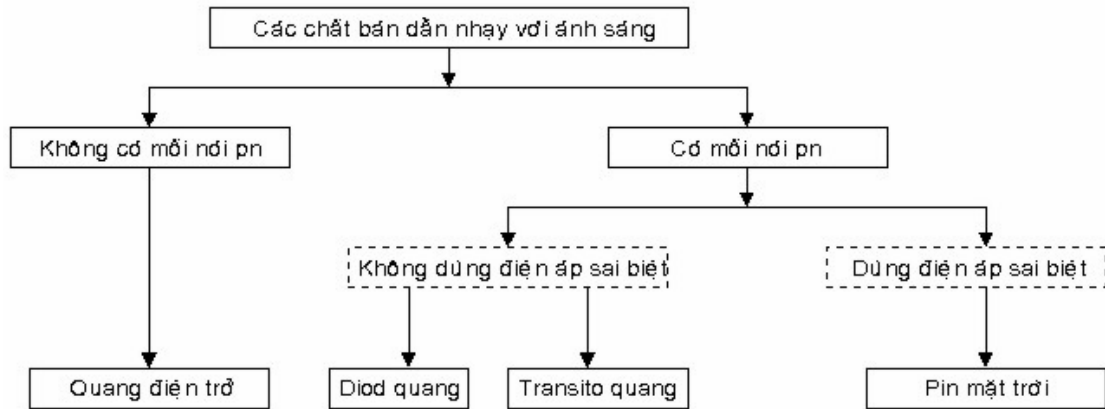 Các chất bán dẫn nhạy với ánh sáng
Không có mối nối pn
Có mối nối pn
Không dùng điện áp sai biệt
Dùng điện áp sai biệt
Quang điện trở
Diod quang
Transito quang
Pin mặt trời